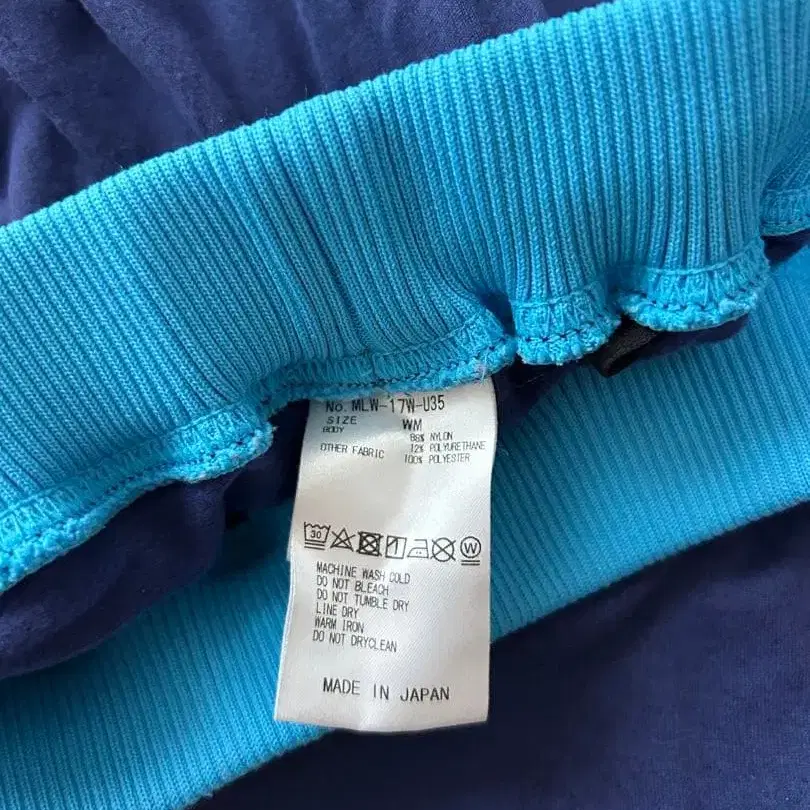 No. MLW-17W-U35
SIZE WM
BODY 88% NYLON
12% POLYURETHANE
OTHER FABRIC 100% POLYESTER
30 W
MACHINE WASH COLD
DO NOT BLEACH
DO NOT TUMBLE DRY
LINE DRY
WARM IRON
DO NOT DRYCLEAN
MADE IN JAPAN